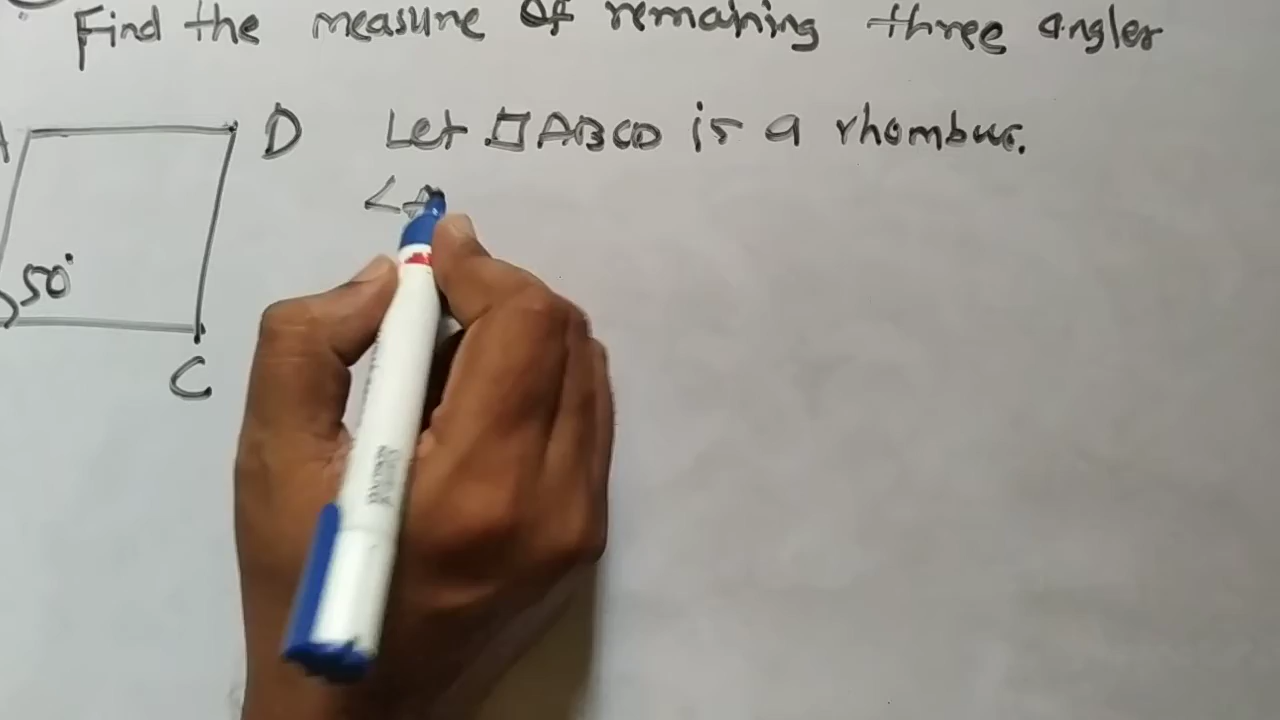 Find the measure of remaining three angles
D Let □ABCD is a rhombus.
∠A
50°
C